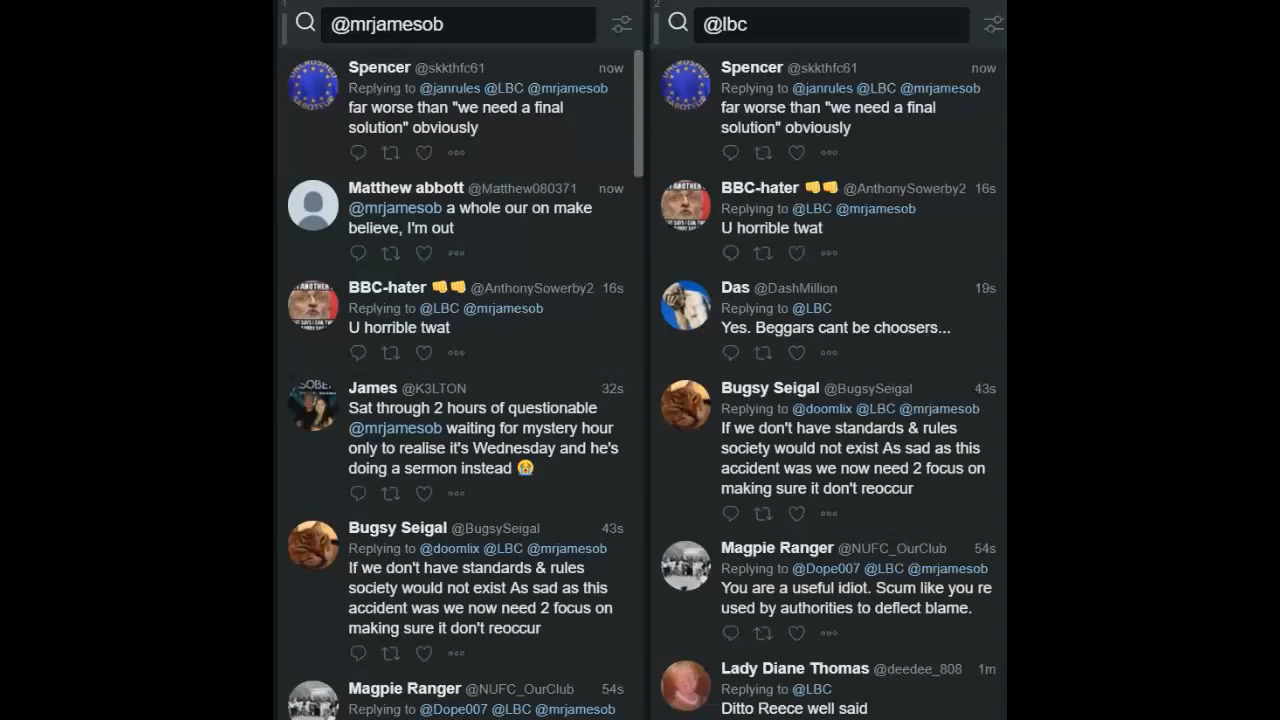 1
@mrjamesob
Spencer @skkthfc61 now
Replying to @janrules @LBC @mrjamesob
far worse than "we need a final
solution" obviously
Matthew abbott @Matthew080371 now
@mrjamesob a whole our on make
believe, I'm out
BBC-hater 👊👊 @AnthonySowerby2 16s
Replying to @LBC @mrjamesob
U horrible twat
James @K3LTON 32s
Sat through 2 hours of questionable
@mrjamesob waiting for mystery hour
only to realise it's Wednesday and he's
doing a sermon instead 😭
Bugsy Seigal @BugsySeigal 43s
Replying to @doomlix @LBC @mrjamesob
If we don't have standards & rules
society would not exist As sad as this
accident was we now need 2 focus on
making sure it don't reoccur
Magpie Ranger @NUFC_OurClub 54s
Replying to @Dope007 @LBC @mrjamesob
2
@lbc
Spencer @skkthfc61 now
Replying to @janrules @LBC @mrjamesob
far worse than "we need a final
solution" obviously
BBC-hater 👊👊 @AnthonySowerby2 16s
Replying to @LBC @mrjamesob
U horrible twat
Das @DashMillion 19s
Replying to @LBC
Yes. Beggars cant be choosers...
Bugsy Seigal @BugsySeigal 43s
Replying to @doomlix @LBC @mrjamesob
If we don't have standards & rules
society would not exist As sad as this
accident was we now need 2 focus on
making sure it don't reoccur
Magpie Ranger @NUFC_OurClub 54s
Replying to @Dope007 @LBC @mrjamesob
You are a useful idiot. Scum like you re
used by authorities to deflect blame.
Lady Diane Thomas @deedee_808 1m
Replying to @LBC
Ditto Reece well said